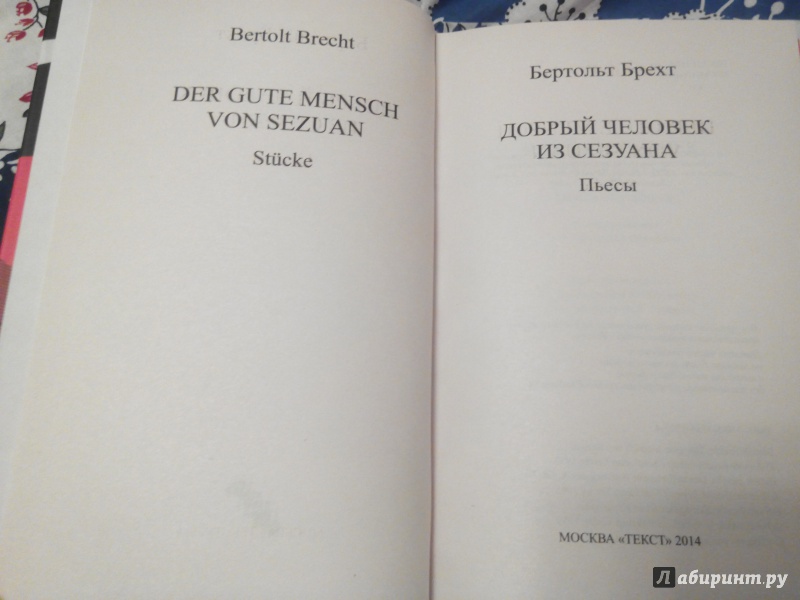 Bertolt Brecht
DER GUTE MENSCH
VON SEZUAN
Stücke
Бертольт Брехт
ДОБРЫЙ ЧЕЛОВЕК
ИЗ СЕЗУАНА
Пьесы
МОСКВА «ТЕКСТ» 2014
Лабиринт.ру